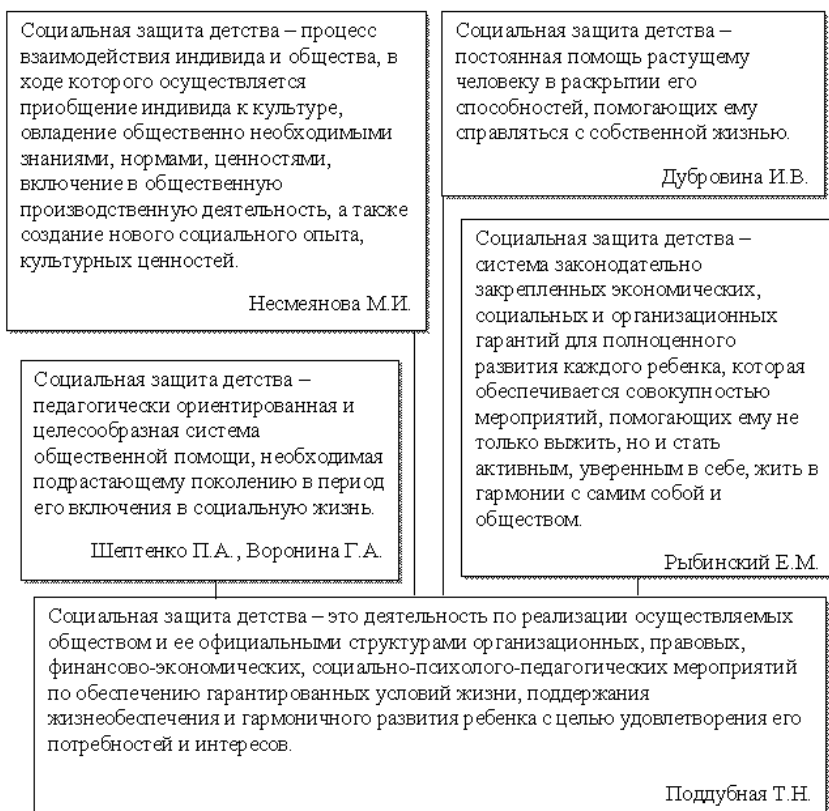 Социальная защита детства – процесс
взаимодействия индивида и общества, в
ходе которого осуществляется
приобщение индивида к культуре,
овладение общественно необходимыми
знаниями, нормами, ценностями,
включение в общественную
производственную деятельность, а также
создание нового социального опыта,
культурных ценностей.
Несмеянова М.И.
Социальная защита детства –
постоянная помощь растущему
человеку в раскрытии его
способностей, помогающих ему
справляться с собственной жизнью.
Дубровина И.В.
Социальная защита детства –
система законодательно
закрепленных экономических,
социальных и организационных
гарантий для полноценного
развития каждого ребенка, которая
обеспечивается совокупностью
мероприятий, помогающих ему не
только выжить, но и стать
активным, уверенным в себе, жить в
гармонии с самим собой и
обществом.
Рыбинский Е.М.
Социальная защита детства –
педагогически ориентированная и
целесообразная система
общественной помощи, необходимая
подрастающему поколению в период
его включения в социальную жизнь.
Шептенко П.А., Воронина Г.А.
Социальная защита детства – это деятельность по реализации осуществляемых
обществом и ее официальными структурами организационных, правовых,
финансово-экономических, социально-психолого-педагогических мероприятий
по обеспечению гарантированных условий жизни, поддержания
жизнеобеспечения и гармоничного развития ребенка с целью удовлетворения его
потребностей и интересов.
Поддубная Т.Н.